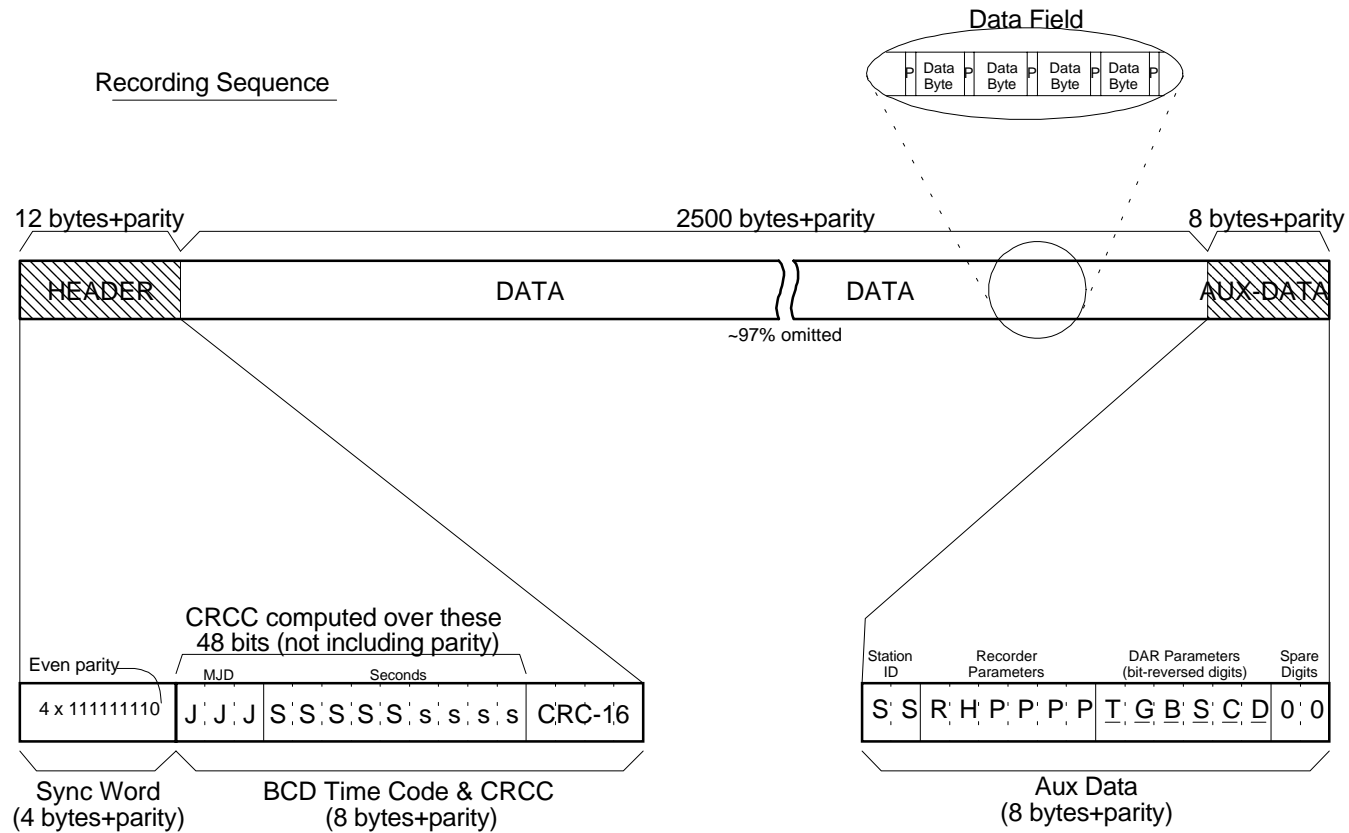 Data Field
P Data Byte P Data Byte P Data Byte P Data Byte P
Recording Sequence
12 bytes+parity
2500 bytes+parity
8 bytes+parity
HEADER
DATA
DATA
AUX-DATA
~97% omitted
CRCC computed over these
48 bits (not including parity)
Even parity
MJD
Seconds
4 x 111111110
J J J S S S S S s s s s CRC-16
Sync Word
(4 bytes+parity)
BCD Time Code & CRCC
(8 bytes+parity)
Station
ID
Recorder
Parameters
DAR Parameters
(bit-reversed digits)
Spare
Digits
S S R H P P P P T G B S C D 0 0
Aux Data
(8 bytes+parity)